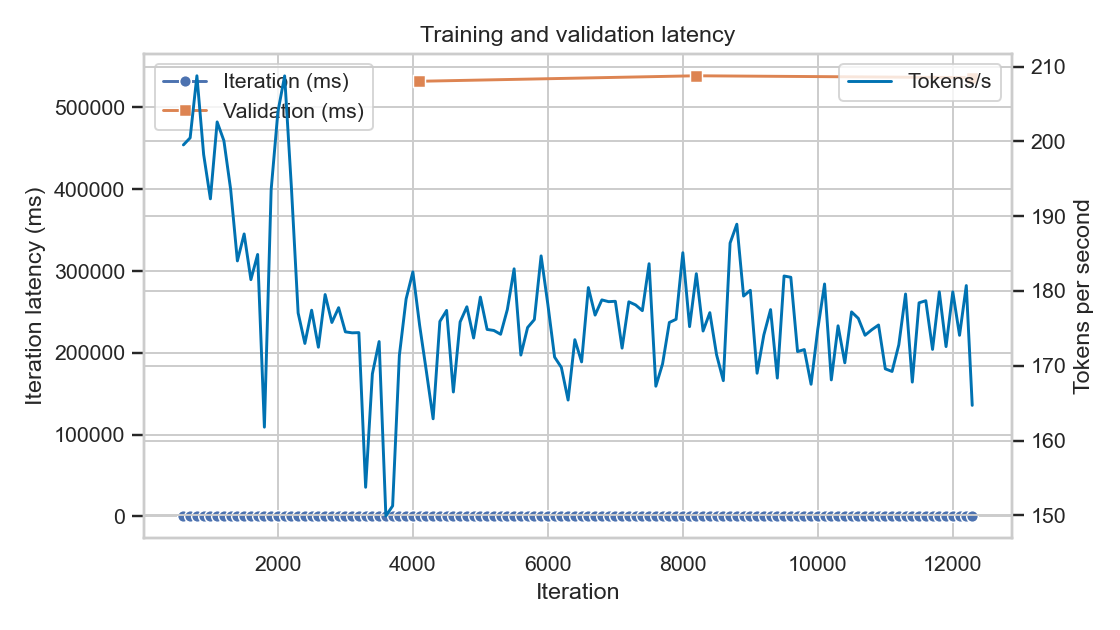 Training and validation latency
Iteration (ms)
Validation (ms)
Tokens/s
Iteration latency (ms)
500000
400000
300000
200000
100000
0
210
200
190
180
170
160
150
Tokens per second
2000
4000
6000
8000
10000
12000
Iteration